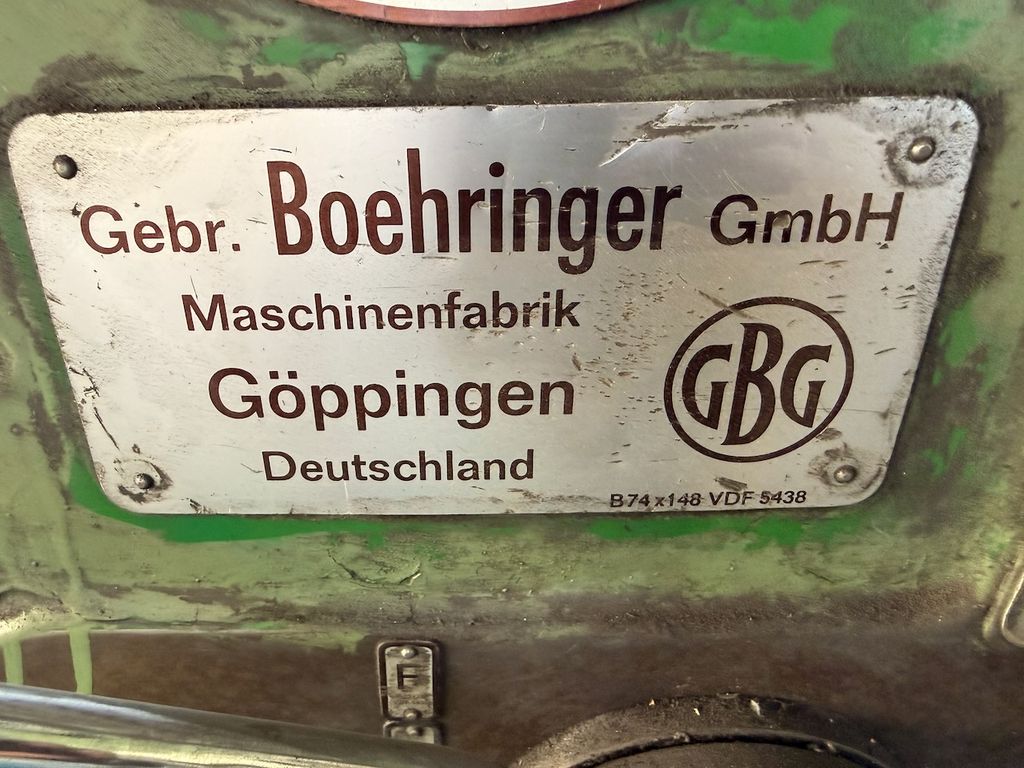 Gebr. Boehringer GmbH
Maschinenfabrik
Göppingen
Deutschland
GBG
B74x148 VDF 5438
F